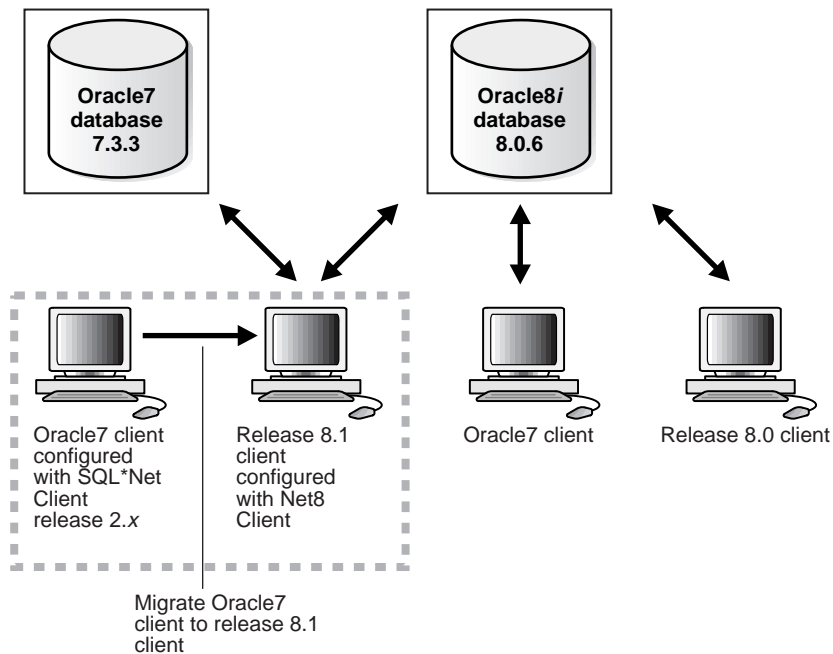 Oracle7
database
7.3.3
Oracle8i
database
8.0.6
Oracle7 client
configured
with SQL*Net
Client
release 2.x
Release 8.1
client
configured
with Net8
Client
Oracle7 client
Release 8.0 client
Migrate Oracle7
client to release 8.1
client